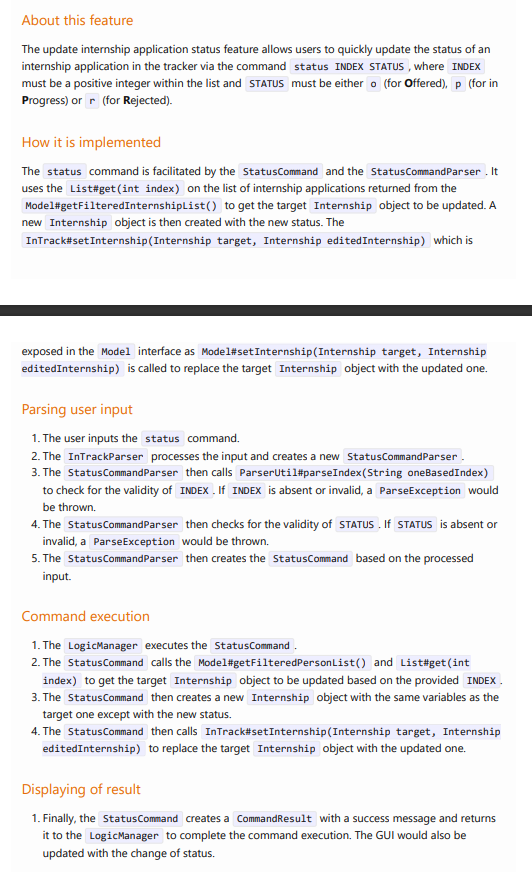 About this feature
The update internship application status feature allows users to quickly update the status of an
internship application in the tracker via the command status INDEX STATUS , where INDEX
must be a positive integer within the list and STATUS must be either o (for Offered), p (for in
Progress) or r (for Rejected).
How it is implemented
The status command is facilitated by the StatusCommand and the StatusCommandParser . It
uses the List#get(int index) on the list of internship applications returned from the
Model#getFilteredInternshipList() to get the target Internship object to be updated. A
new Internship object is then created with the new status. The
InTrack#setInternship(Internship target, Internship editedInternship) which is
exposed in the Model interface as Model#setInternship(Internship target, Internship
editedInternship) is called to replace the target Internship object with the updated one.
Parsing user input
1. The user inputs the status command.
2. The InTrackParser processes the input and creates a new StatusCommandParser .
3. The StatusCommandParser then calls ParserUtil#parseIndex(String oneBasedIndex)
to check for the validity of INDEX . If INDEX is absent or invalid, a ParseException would
be thrown.
4. The StatusCommandParser then checks for the validity of STATUS . If STATUS is absent or
invalid, a ParseException would be thrown.
5. The StatusCommandParser then creates the StatusCommand based on the processed
input.
Command execution
1. The LogicManager executes the StatusCommand .
2. The StatusCommand calls the Model#getFilteredPersonList() and List#get(int
index) to get the target Internship object to be updated based on the provided INDEX .
3. The StatusCommand then creates a new Internship object with the same variables as the
target one except with the new status.
4. The StatusCommand then calls InTrack#setInternship(Internship target, Internship
editedInternship) to replace the target Internship object with the updated one.
Displaying of result
1. Finally, the StatusCommand creates a CommandResult with a success message and returns
it to the LogicManager to complete the command execution. The GUI would also be
updated with the change of status.